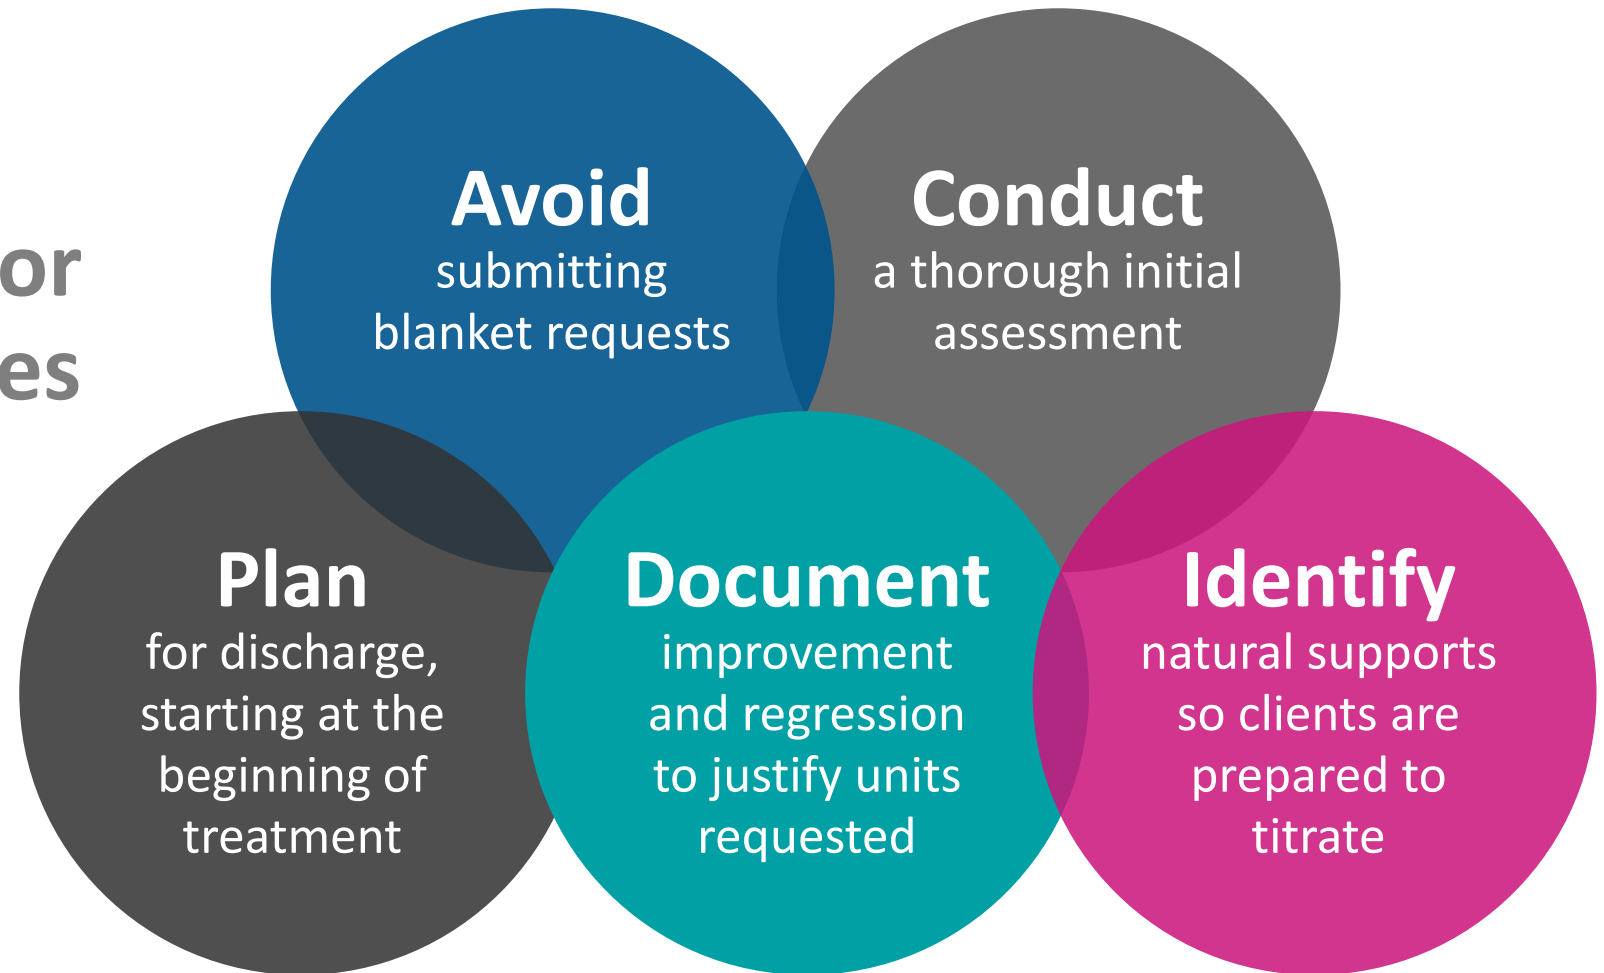 or
es
Avoid
submitting
blanket requests
Conduct
a thorough initial
assessment
Plan
for discharge,
starting at the
beginning of
treatment
Document
improvement
and regression
to justify units
requested
Identify
natural supports
so clients are
prepared to
titrate